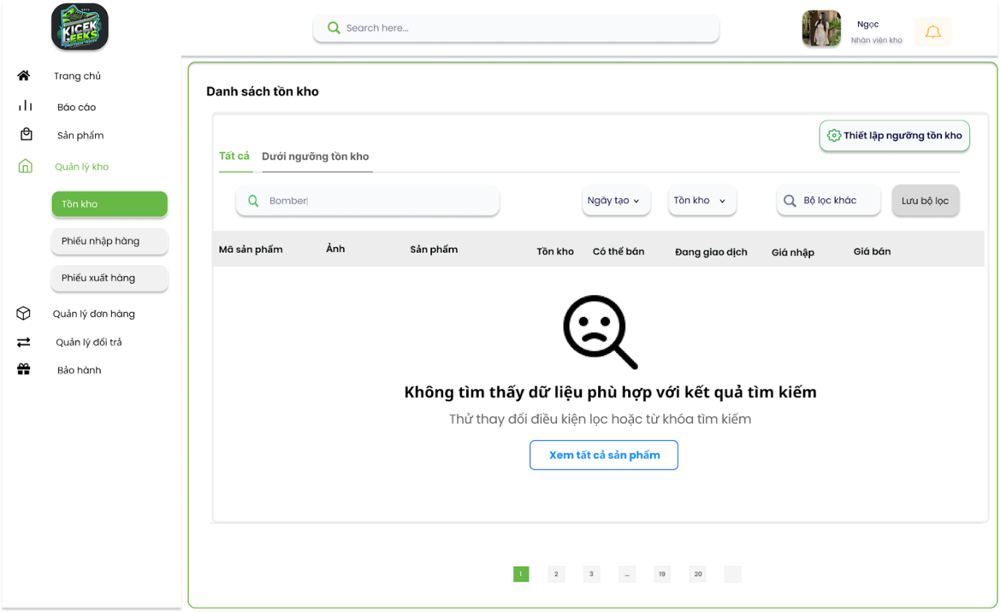 KICEK
GEEKS
Search here...
Ngọc
Nhân viên kho
Trang chủ
Báo cáo
Sản phẩm
Quản lý kho
Tồn kho
Phiếu nhập hàng
Phiếu xuất hàng
Quản lý đơn hàng
Quản lý đổi trả
Bảo hành
Danh sách tồn kho
Thiết lập ngưỡng tồn kho
Tất cả Dưới ngưỡng tồn kho
Bomber
Ngày tạo Tồn kho Bộ lọc khác Lưu bộ lọc
Mã sản phẩm Ảnh Sản phẩm Tồn kho Có thể bán Đang giao dịch Giá nhập Giá bán
Không tìm thấy dữ liệu phù hợp với kết quả tìm kiếm
Thử thay đổi điều kiện lọc hoặc từ khóa tìm kiếm
Xem tất cả sản phẩm
1 2 3 ... 19 20